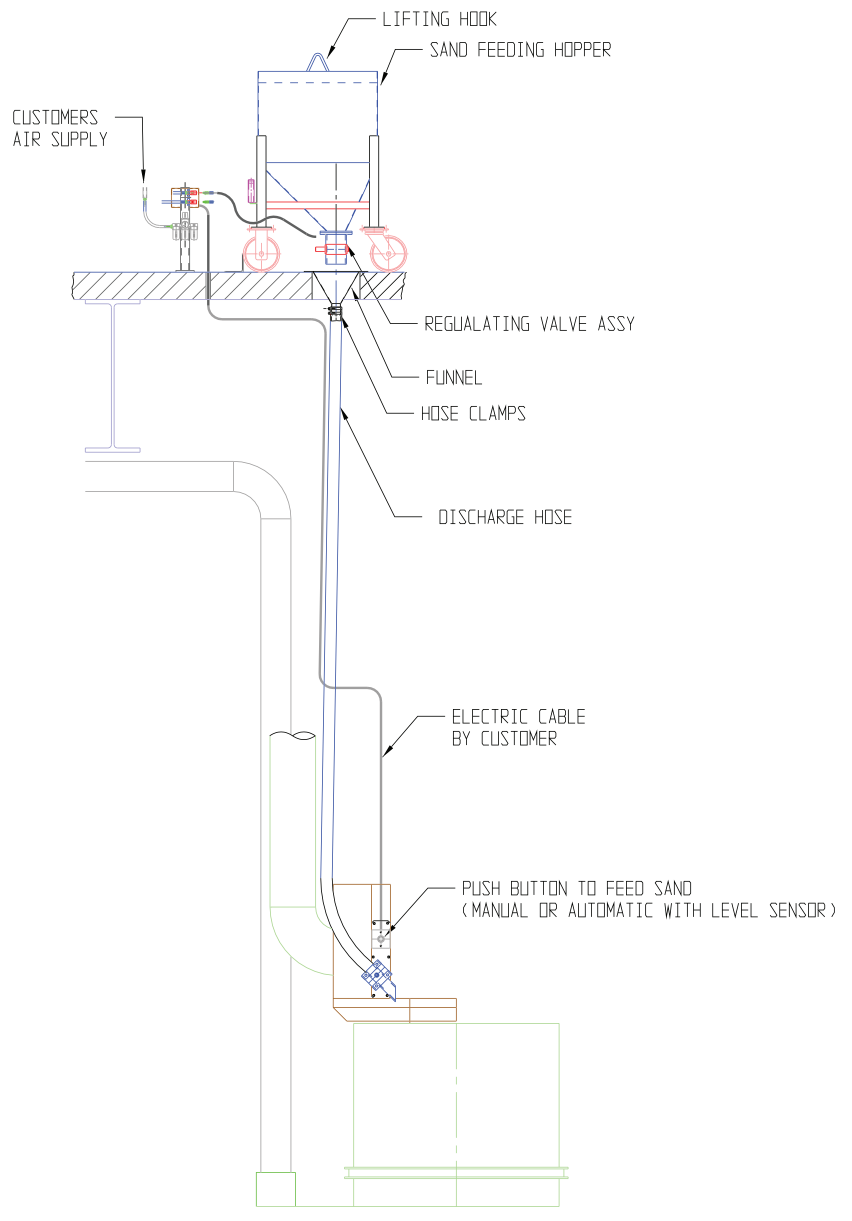 LIFTING HOOK
SAND FEEDING HOPPER
CUSTOMERS
AIR SUPPLY
REGUALATING VALVE ASSY
FUNNEL
HOSE CLAMPS
DISCHARGE HOSE
ELECTRIC CABLE
BY CUSTOMER
PUSH BUTTON TO FEED SAND
(MANUAL OR AUTOMATIC WITH LEVEL SENSOR)